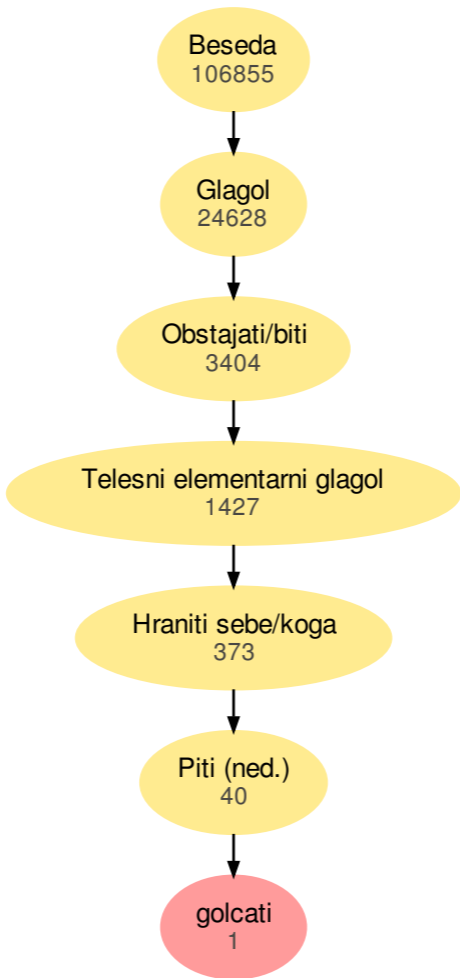 Beseda
106855
Glagol
24628
Obstajati/biti
3404
Telesni elementarni glagol
1427
Hraniti sebe/koga
373
Piti (ned.)
40
golcati
1